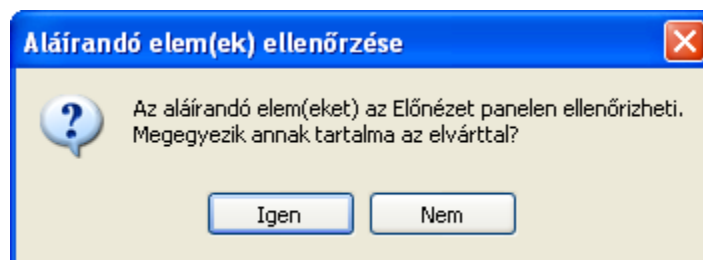 Aláírandó elem(ek) ellenőrzése
Az aláírandó elem(eket) az Előnézet panelen ellenőrizheti.
Megegyezik annak tartalma az elvárttal?
Igen
Nem